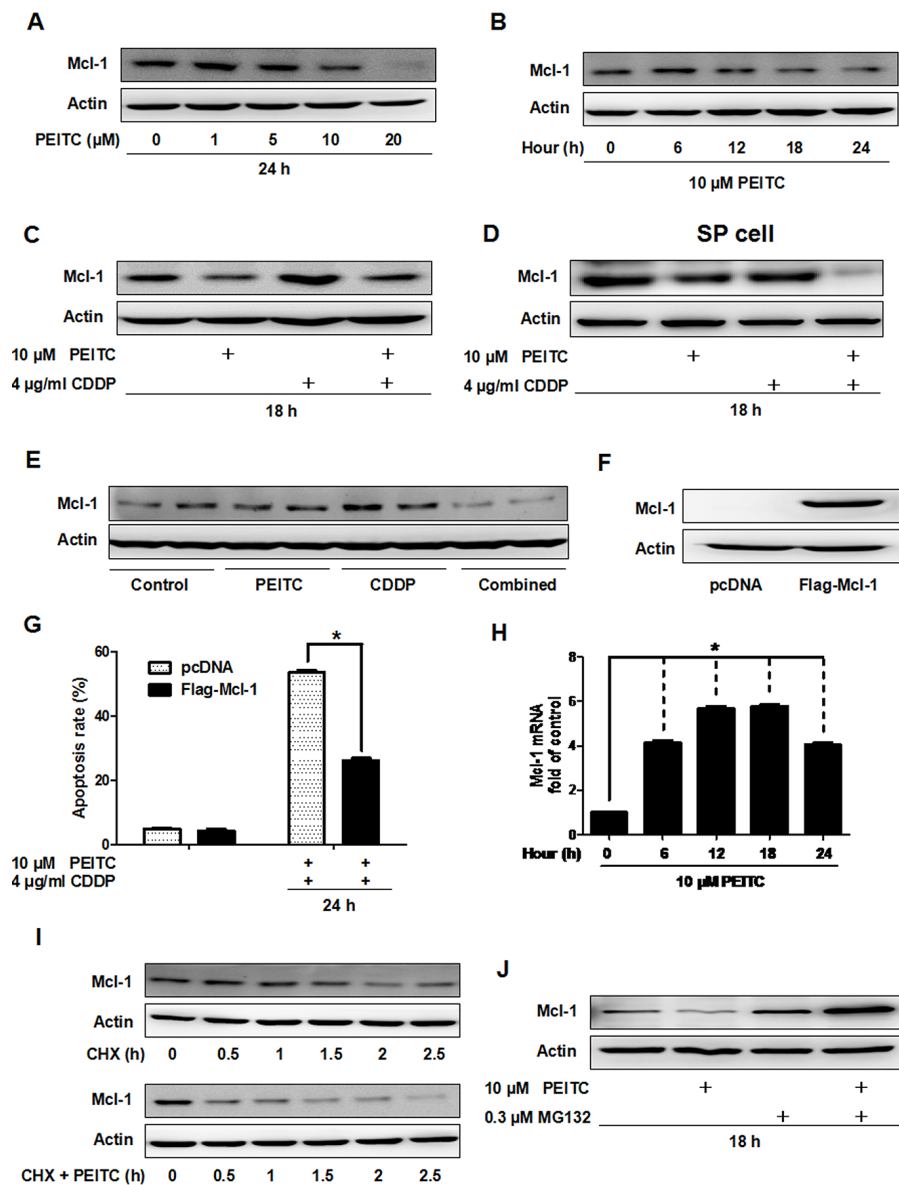 A
Mcl-1
Actin
PEITC (µM) 0 1 5 10 20
24 h
B
Mcl-1
Actin
Hour (h) 0 6 12 18 24
10 µM PEITC
C
Mcl-1
Actin
10 µM PEITC + +
4 µg/ml CDDP + +
18 h
D SP cell
Mcl-1
Actin
10 µM PEITC + +
4 µg/ml CDDP + +
18 h
E
Mcl-1
Actin
Control PEITC CDDP Combined
F
Mcl-1
Actin
pcDNA Flag-Mcl-1
G
Apoptosis rate (%)
60
40
20
0
pcDNA
Flag-Mcl-1
*
10 µM PEITC + +
4 µg/ml CDDP + +
24 h
H
Mcl-1 mRNA
fold of control
8
6
4
2
0
*
Hour (h) 0 6 12 18 24
10 µM PEITC
I
Mcl-1
Actin
CHX (h) 0 0.5 1 1.5 2 2.5
Mcl-1
Actin
CHX + PEITC (h) 0 0.5 1 1.5 2 2.5
J
Mcl-1
Actin
10 µM PEITC + +
0.3 µM MG132 + +
18 h